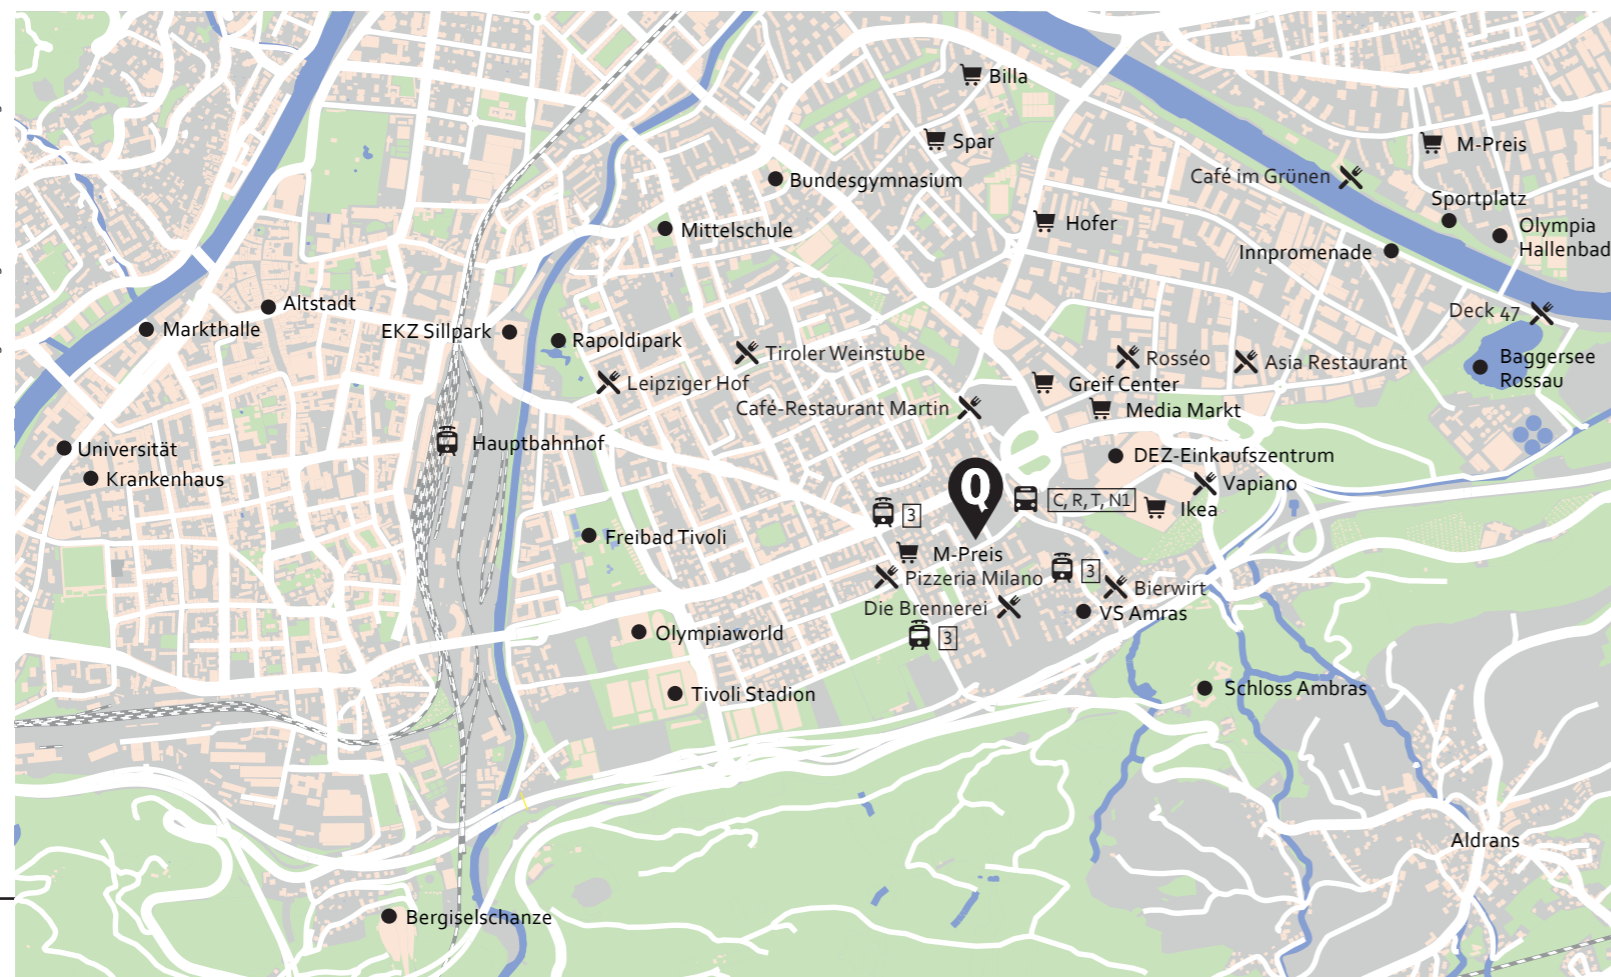 Billa
Spar
M-Preis
Café im Grünen
Bundesgymnasium
Sportplatz
Mittelschule
Hofer
Olympia
Hallenbad
Innpromenade
Altstadt
Markthalle
EKZ Sillpark
Rapoldipark
Deck 47
Tiroler Weinstube
Rosséo
Asia Restaurant
Baggersee
Rossau
Leipziger Hof
Greif Center
Café-Restaurant Martin
Media Markt
Universität
Hauptbahnhof
DEZ-Einkaufszentrum
Krankenhaus
Q
Vapiano
C, R, T, N1
Ikea
3
Freibad Tivoli
M-Preis
Pizzeria Milano
3
Bierwirt
Die Brennerei
VS Amras
Olympiaworld
3
Tivoli Stadion
Schloss Ambras
Aldrans
Bergiselschanze